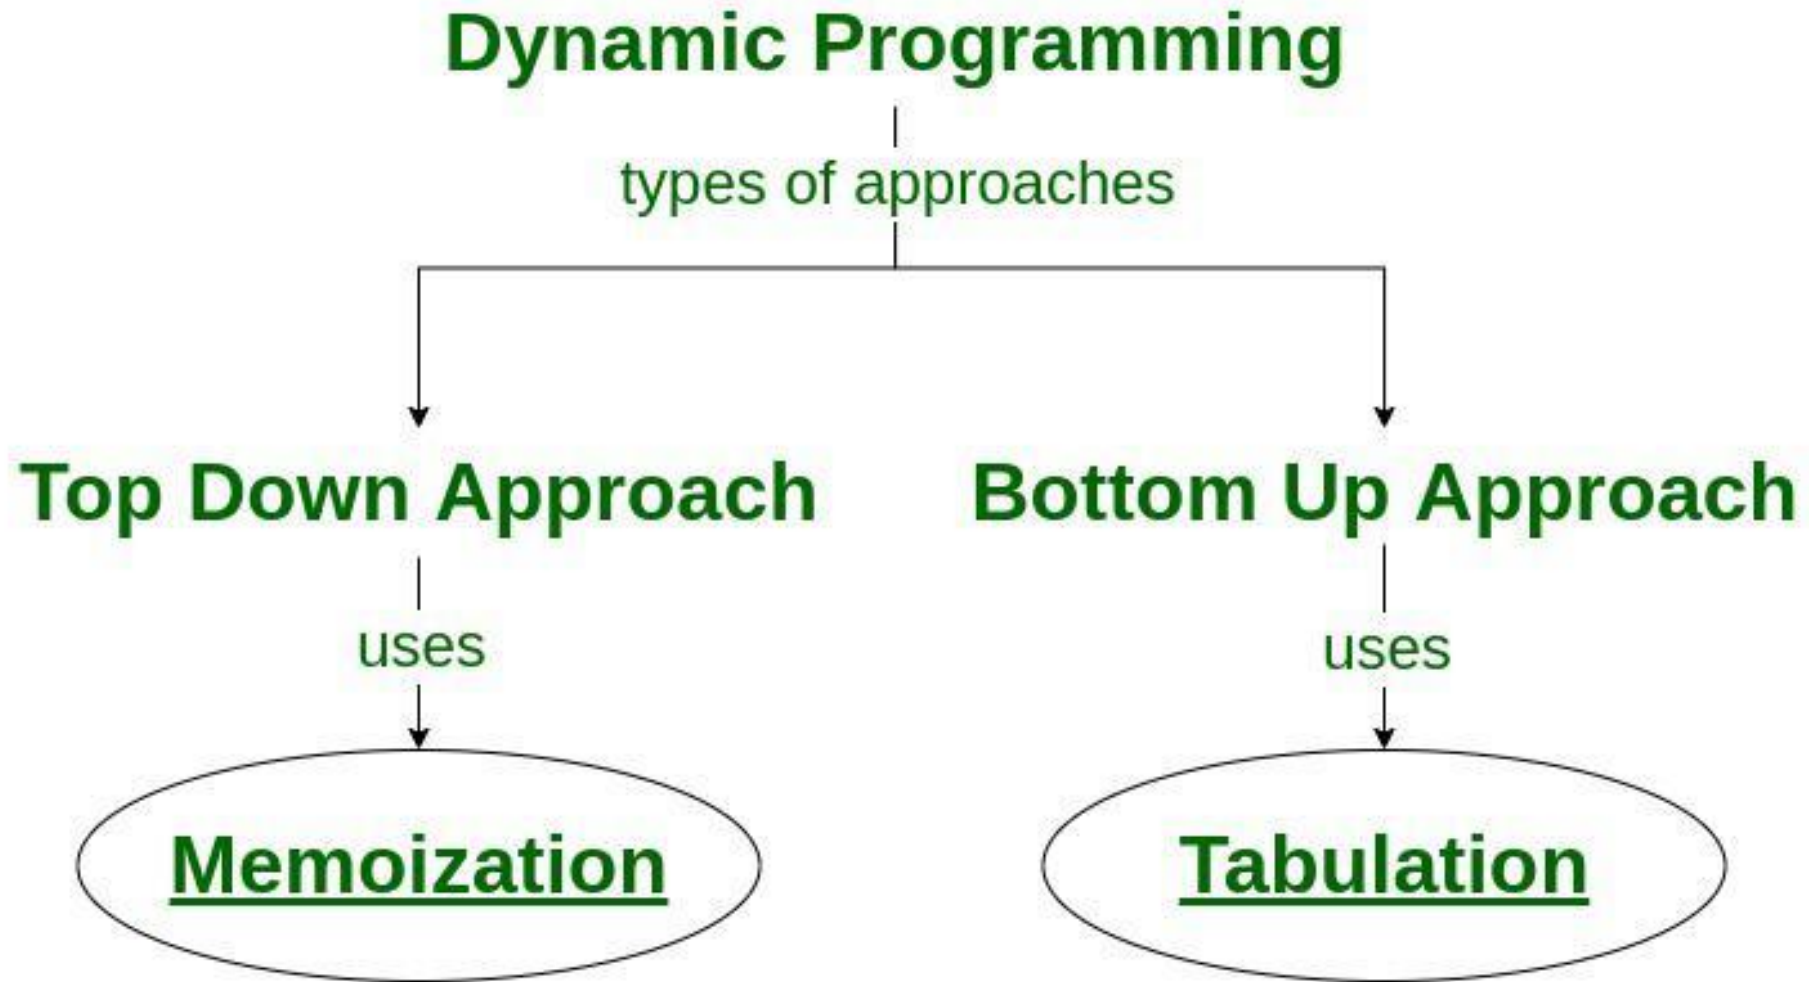 Dynamic Programming
types of approaches
Top Down Approach
Bottom Up Approach
uses
uses
Memoization
Tabulation